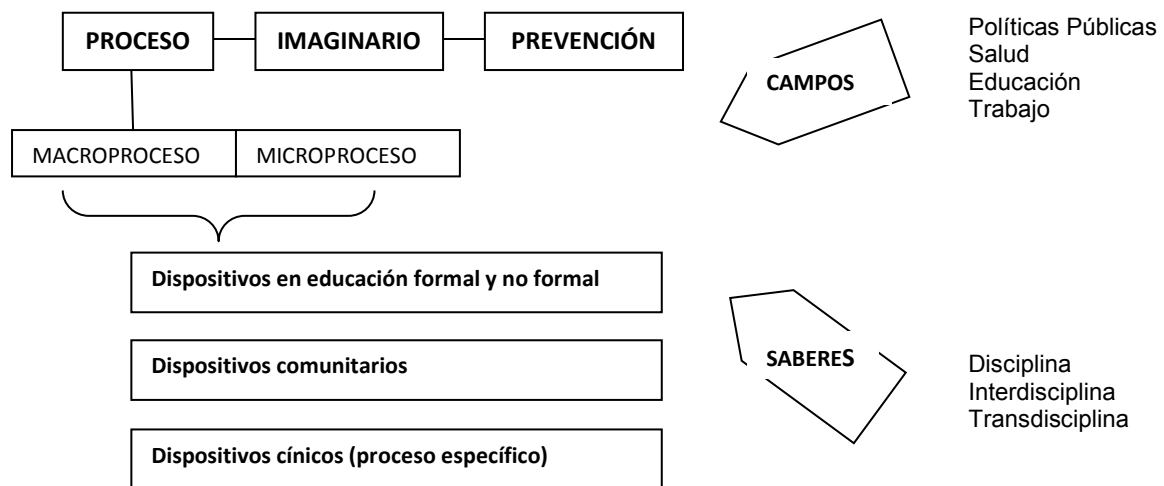 PROCESO
IMAGINARIO
PREVENCIÓN
MACROPROCESO
MICROPROCESO
Dispositivos en educación formal y no formal
Dispositivos comunitarios
Dispositivos cínicos (proceso específico)
CAMPOS
Políticas Públicas
Salud
Educación
Trabajo
SABERES
Disciplina
Interdisciplina
Transdisciplina